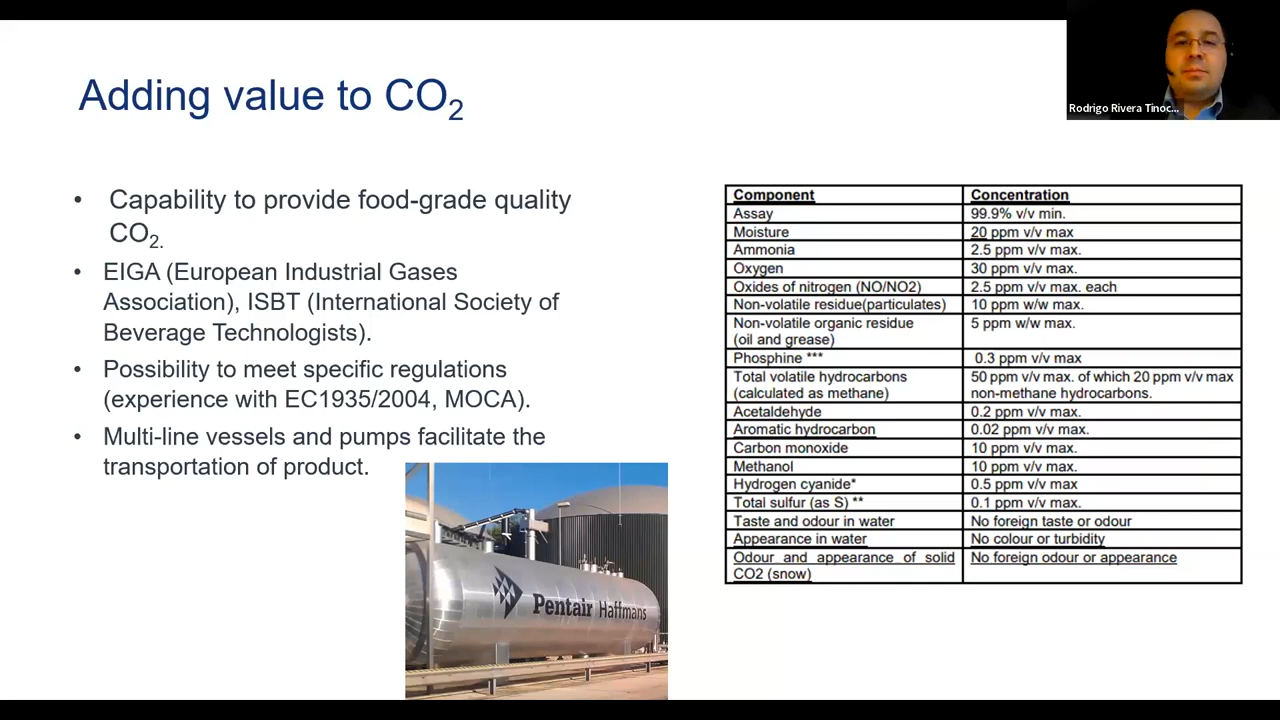 Adding value to CO2
Rodrigo Rivera Tinoc...
• Capability to provide food-grade quality
CO2.
• EIGA (European Industrial Gases
Association), ISBT (International Society of
Beverage Technologists).
• Possibility to meet specific regulations
(experience with EC1935/2004, MOCA).
• Multi-line vessels and pumps facilitate the
transportation of product.
Pentair Haffmans
Component Concentration
Assay 99.9% v/v min.
Moisture 20 ppm v/v max
Ammonia 2.5 ppm v/v max.
Oxygen 30 ppm v/v max.
Oxides of nitrogen (NO/NO2) 2.5 ppm v/v max. each
Non-volatile residue(particulates) 10 ppm w/w max.
Non-volatile organic residue 5 ppm w/w max.
(oil and grease)
Phosphine *** 0.3 ppm v/v max
Total volatile hydrocarbons 50 ppm v/v max. of which 20 ppm v/v max
(calculated as methane) non-methane hydrocarbons.
Acetaldehyde 0.2 ppm v/v max.
Aromatic hydrocarbon 0.02 ppm v/v max.
Carbon monoxide 10 ppm v/v max.
Methanol 10 ppm v/v max.
Hydrogen cyanide* 0.5 ppm v/v max.
Total sulfur (as S) ** 0.1 ppm v/v max.
Taste and odour in water No foreign taste or odour
Appearance in water No colour or turbidity
Odour and appearance of solid No foreign odour or appearance
CO2 (snow)